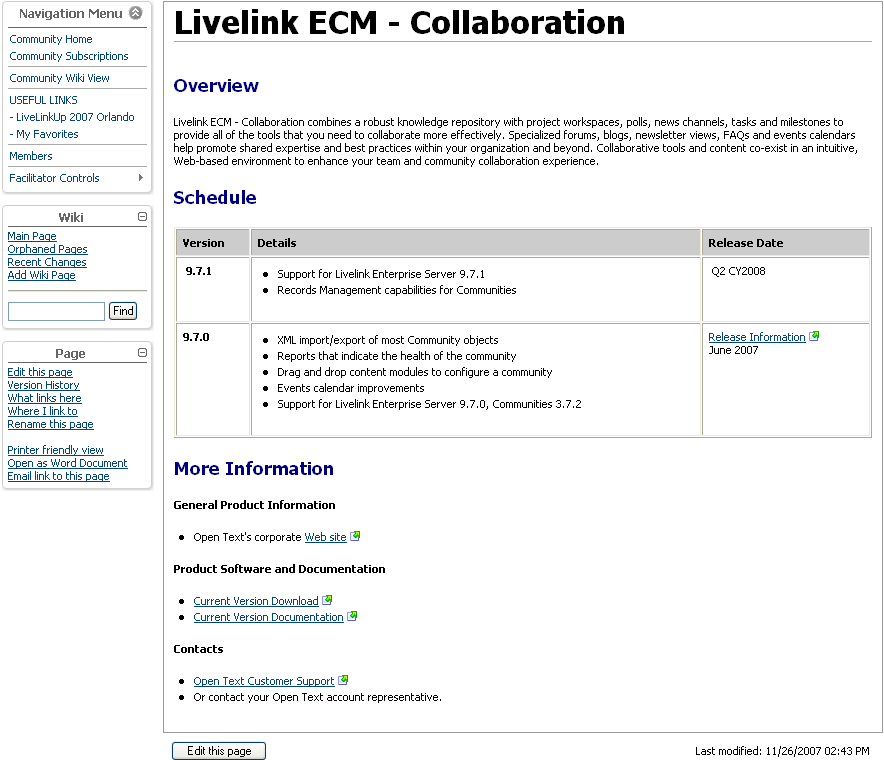 Navigation Menu
Community Home
Community Subscriptions
Community Wiki View
USEFUL LINKS
- LiveLinkUp 2007 Orlando
- My Favorites
Members
Facilitator Controls
Wiki
Main Page
Orphaned Pages
Recent Changes
Add Wiki Page
Find
Page
Edit this page
Version History
What links here
Where I link to
Rename this page
Printer friendly view
Open as Word Document
Email link to this page
Livelink ECM - Collaboration
Overview
Livelink ECM - Collaboration combines a robust knowledge repository with project workspaces, polls, news channels, tasks and milestones to
provide all of the tools that you need to collaborate more effectively. Specialized forums, blogs, newsletter views, FAQs and events calendars
help promote shared expertise and best practices within your organization and beyond. Collaborative tools and content co-exist in an intuitive,
Web-based environment to enhance your team and community collaboration experience.
Schedule
Version Details Release Date
9.7.1 • Support for Livelink Enterprise Server 9.7.1 Q2 CY2008
• Records Management capabilities for Communities
9.7.0 • XML import/export of most Community objects Release Information
• Reports that indicate the health of the community June 2007
• Drag and drop content modules to configure a community
• Events calendar improvements
• Support for Livelink Enterprise Server 9.7.0, Communities 3.7.2
More Information
General Product Information
• Open Text's corporate Web site
Product Software and Documentation
• Current Version Download
• Current Version Documentation
Contacts
• Open Text Customer Support
• Or contact your Open Text account representative.
Edit this page Last modified: 11/26/2007 02:43 PM